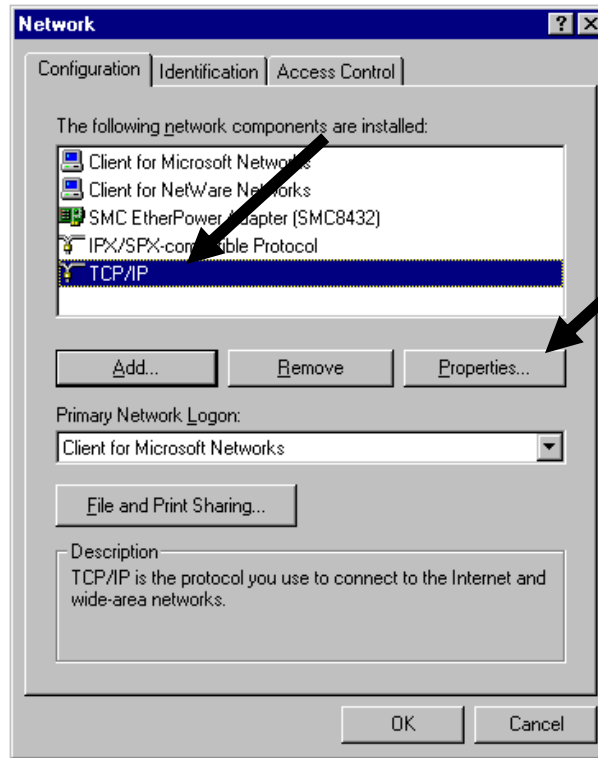 Network
Configuration Identification Access Control
The following network components are installed:
Client for Microsoft Networks
Client for NetWare Networks
SMC EtherPower Adapter (SMC8432)
IPX/SPX-compatible Protocol
TCP/IP
Add... Remove Properties...
Primary Network Logon:
Client for Microsoft Networks
File and Print Sharing...
Description
TCP/IP is the protocol you use to connect to the Internet and
wide-area networks.
OK Cancel